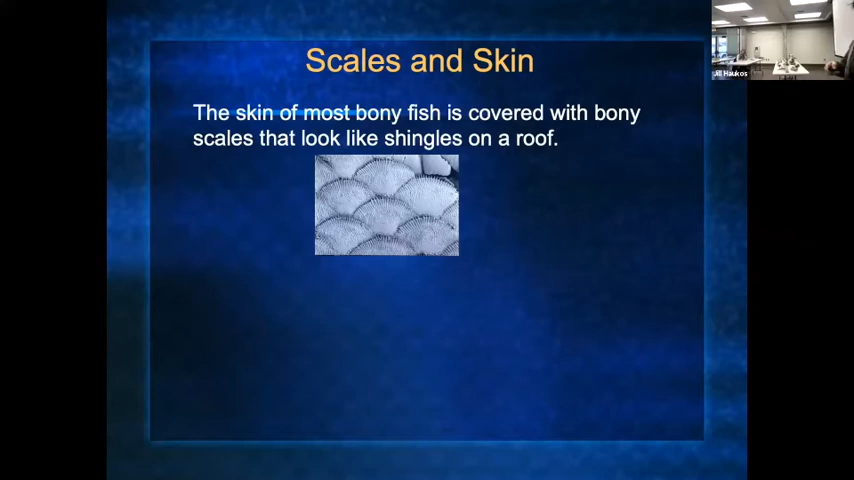 Scales and Skin
The skin of most bony fish is covered with bony
scales that look like shingles on a roof.
Jill Haukos